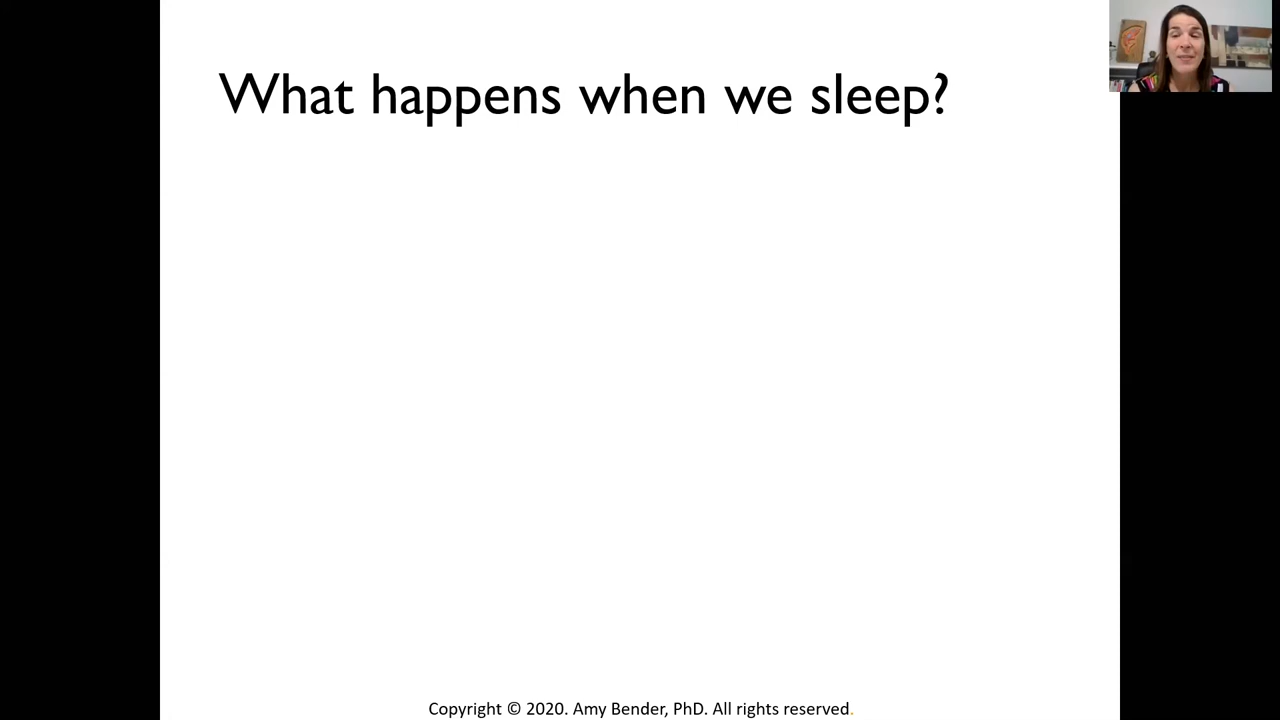 What happens when we sleep?
Copyright © 2020. Amy Bender, PhD. All rights reserved.